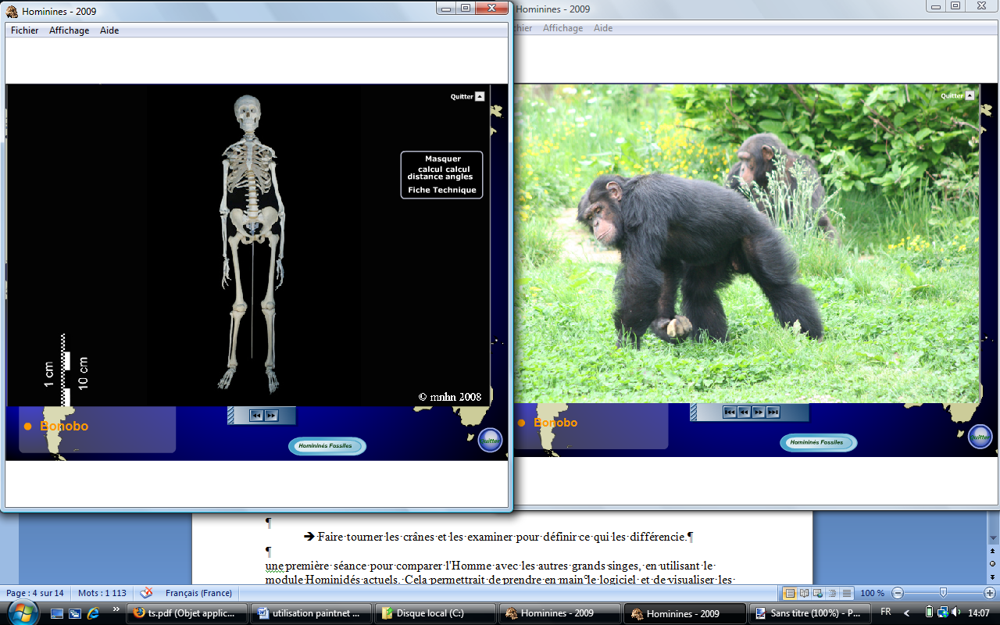 Hominines - 2009
Fichier Affichage Aide
Quitter
Masquer
calcul calcul
distance angles
Fiche Technique
1 cm
10 cm
© mnhn 2008
Bonobo
Homininés Fossiles
Quitter
Hominines - 2009
chier Affichage Aide
Quitter
Bonobo
Homininés Fossiles
Quitter
¶
➔ Faire·tourner·les·crânes·et·les·examiner·pour·définir·ce·qui·les·différencie.¶
¶
une·première·séance·pour·comparer·l'Homme·avec·les·autres·grands·singes,·en·utilisant·le·
module·Hominidés·actuels.·Cela·permettrait·de·prendre·en·main°le·logiciel·et·de·visualiser·les·
Page : 4 sur 14 Mots : 1 113 Français (France) 100 %
ts.pdf (Objet applic... utilisation paintnet ... Disque local (C:) Hominines - 2009 Hominines - 2009 Sans titre (100%) - P... FR 14:07